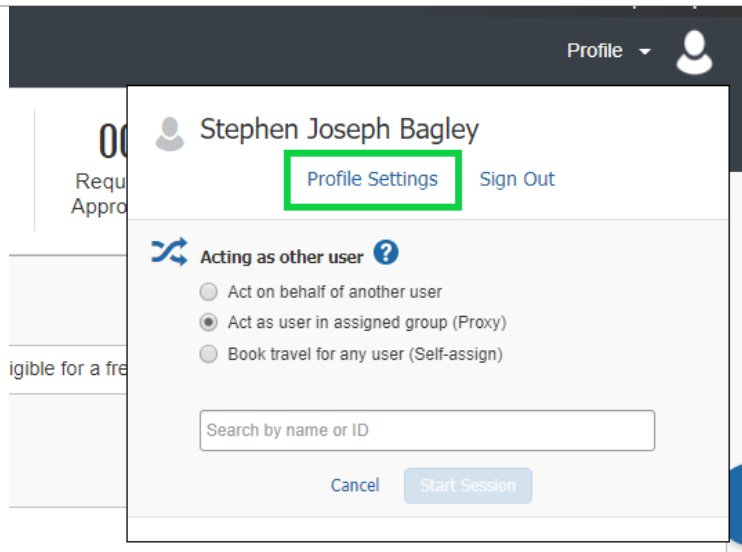 Profile
Stephen Joseph Bagley
Profile Settings Sign Out
00
Requ
Appro
Acting as other user ?
Act on behalf of another user
Act as user in assigned group (Proxy)
Book travel for any user (Self-assign)
igible for a fre
Search by name or ID
Cancel Start Session